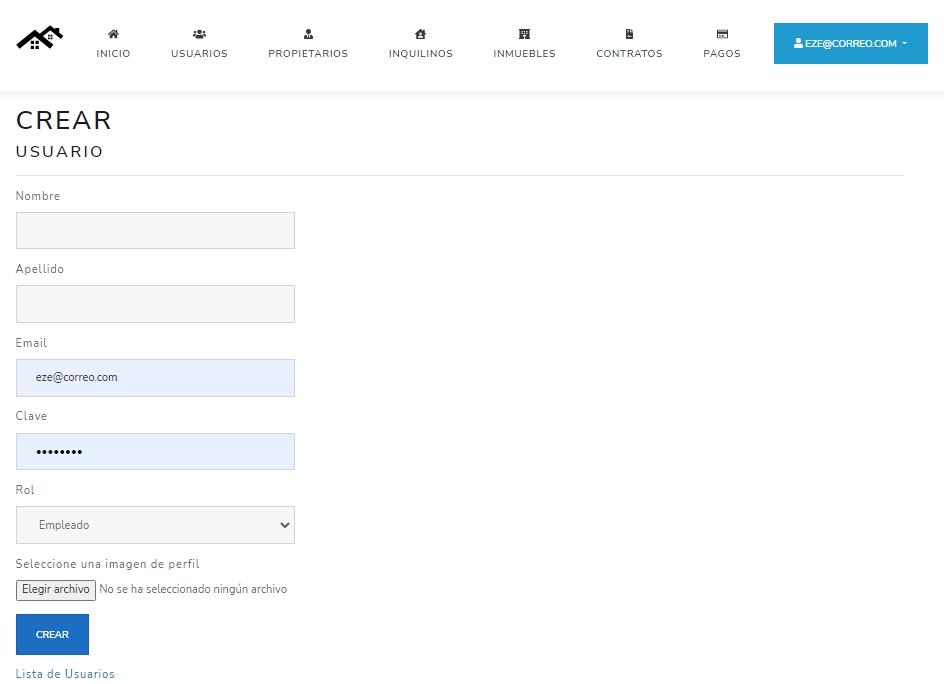 INICIO USUARIOS PROPIETARIOS INQUILINOS INMUEBLES CONTRATOS PAGOS EZE@CORREO.COM
CREAR
USUARIO
Nombre
Apellido
Email
eze@correo.com
Clave
••••••••
Rol
Empleado
Seleccione una imagen de perfil
Elegir archivo No se ha seleccionado ningún archivo
CREAR
Lista de Usuarios